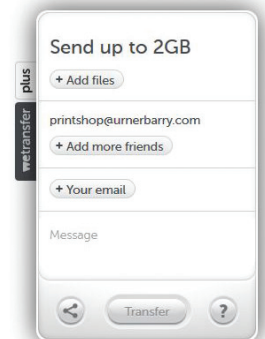 Send up to 2GB
+ Add files
printshop@urnerbarry.com
+ Add more friends
+ Your email
Message
Transfer
?
plus
wetransfer